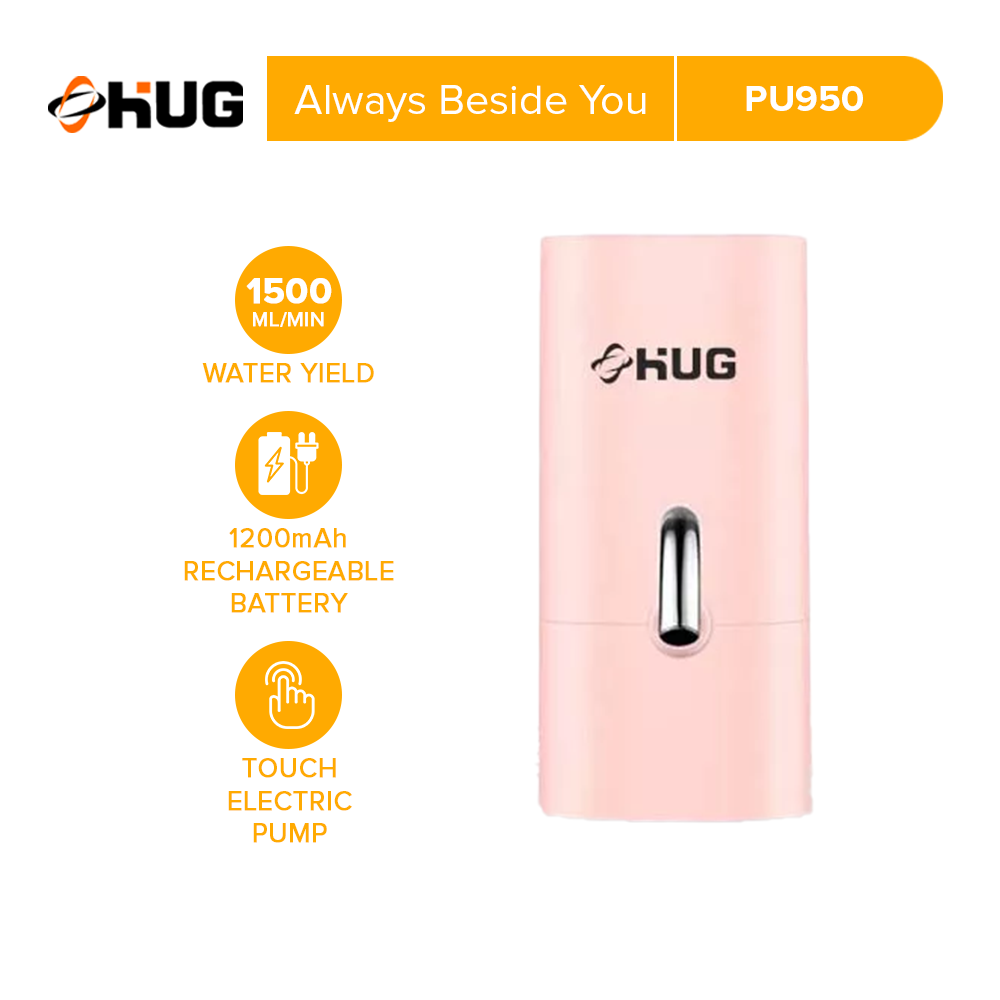 HUG
Always Beside You
PU950
1500
ML/MIN
WATER YIELD
1200mAh
RECHARGEABLE
BATTERY
TOUCH
ELECTRIC
PUMP
HUG